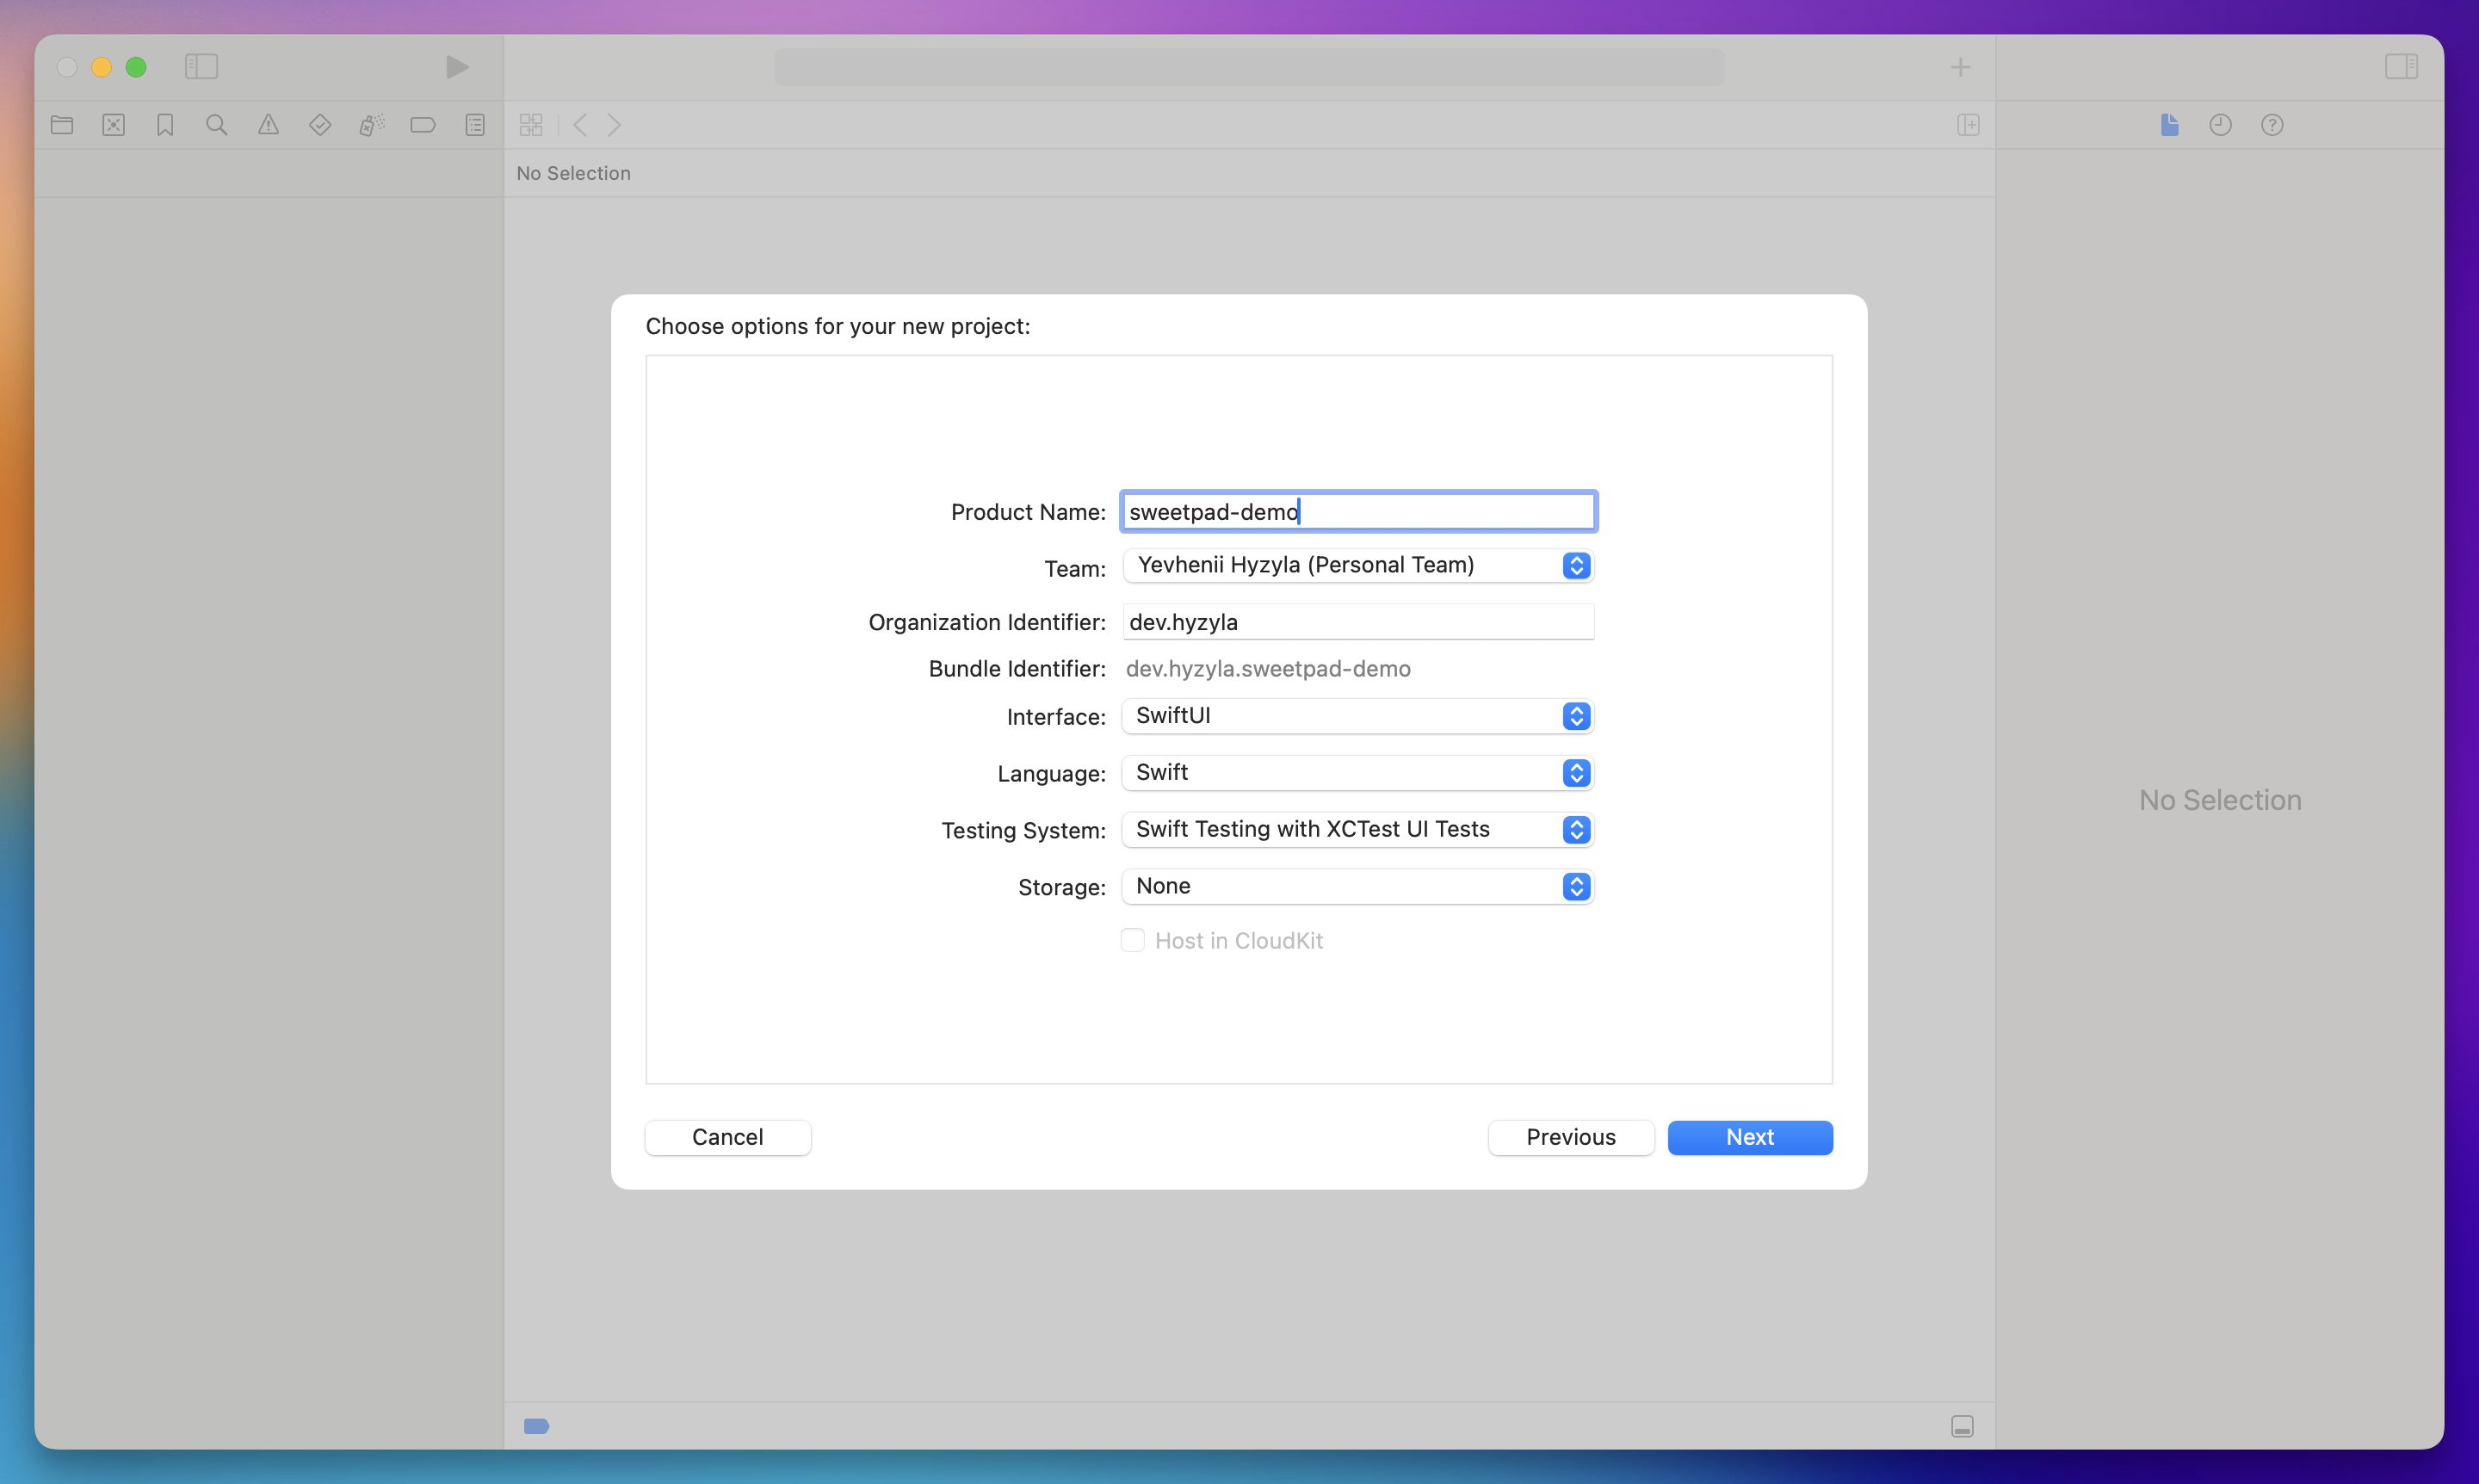 No Selection
Choose options for your new project:
Product Name: sweetpad-demo
Team: Yevhenii Hyzyla (Personal Team)
Organization Identifier: dev.hyzyla
Bundle Identifier: dev.hyzyla.sweetpad-demo
Interface: SwiftUI
Language: Swift
Testing System: Swift Testing with XCTest UI Tests
Storage: None
Host in CloudKit
Cancel
Previous
Next
No Selection